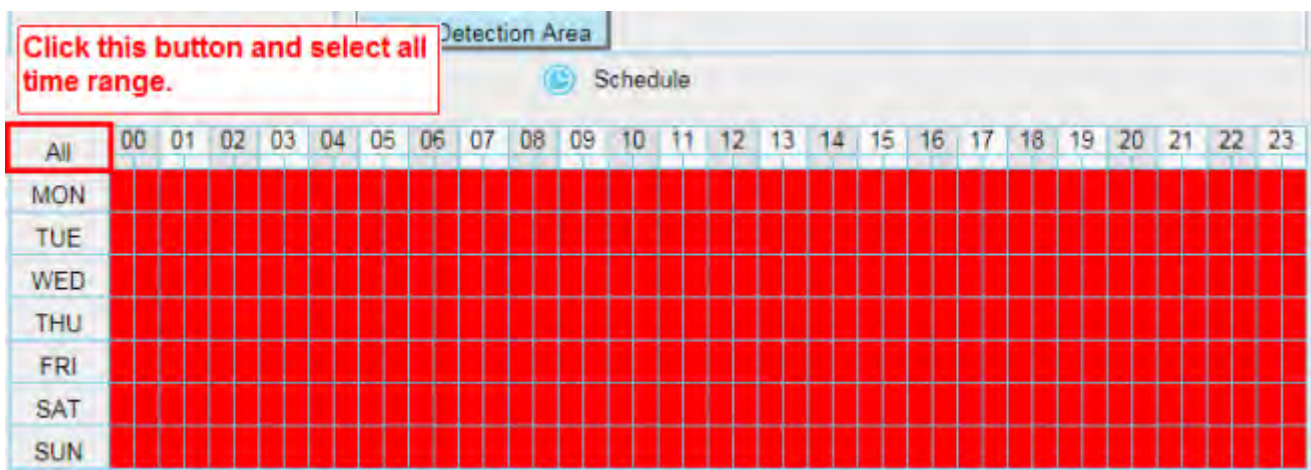 Detection Area
Click this button and select all
time range.
Schedule
All 00 01 02 03 04 05 06 07 08 09 10 11 12 13 14 15 16 17 18 19 20 21 22 23
MON
TUE
WED
THU
FRI
SAT
SUN